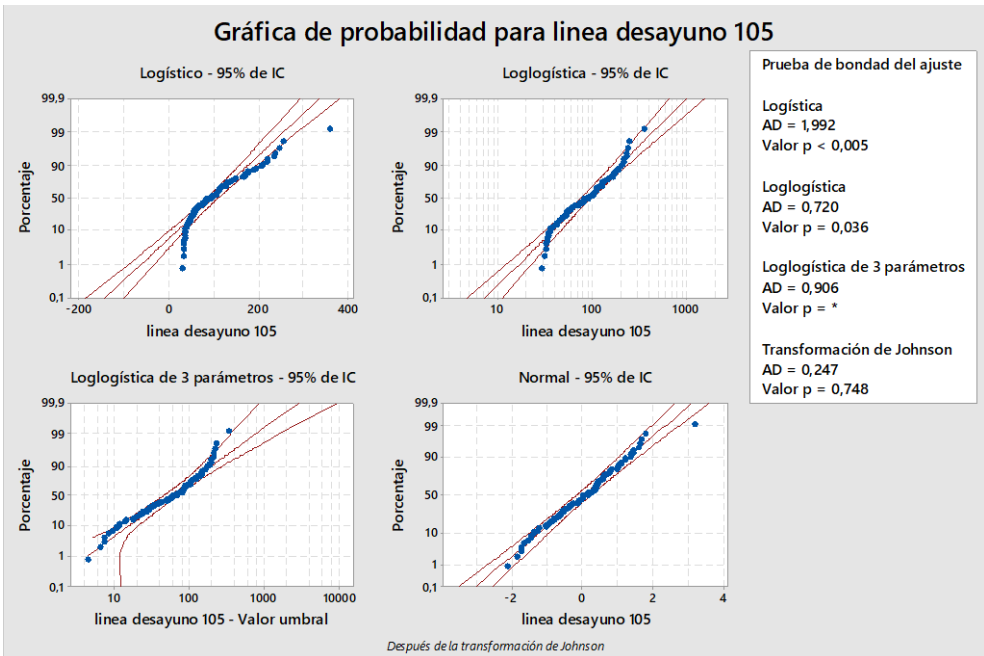 Gráfica de probabilidad para linea desayuno 105
Logístico - 95% de IC
Porcentaje
99,9
99
90
50
10
1
0,1
-200
0
200
400
linea desayuno 105
Loglogística - 95% de IC
Porcentaje
99,9
99
90
50
10
1
0,1
10
100
1000
linea desayuno 105
Loglogística de 3 parámetros - 95% de IC
Porcentaje
99,9
99
90
50
10
1
0,1
10
100
1000
10000
linea desayuno 105 - Valor umbral
Normal - 95% de IC
Porcentaje
99,9
99
90
50
10
1
0,1
-2
0
2
4
linea desayuno 105
Prueba de bondad del ajuste
Logística
AD = 1,992
Valor p < 0,005
Loglogística
AD = 0,720
Valor p = 0,036
Loglogística de 3 parámetros
AD = 0,906
Valor p = *
Transformación de Johnson
AD = 0,247
Valor p = 0,748
Después de la transformación de Johnson